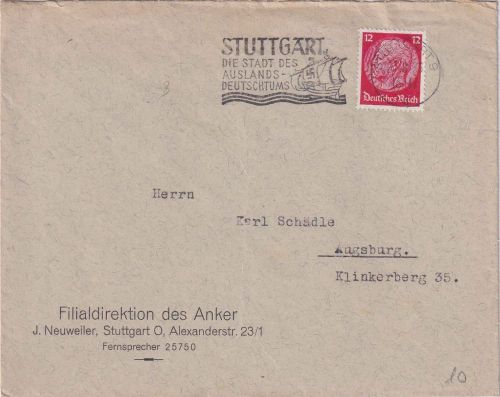 STUTTGART
DIE STADT DES
AUSLANDS-
DEUTSCHTUMS
12 12
Deutsches Reich
Herrn
Karl Schädle
Augsburg.
Klinkerberg 35.
Filialdirektion des Anker
J. Neuweiler, Stuttgart O, Alexanderstr. 23/1
Fernsprecher 25750
10